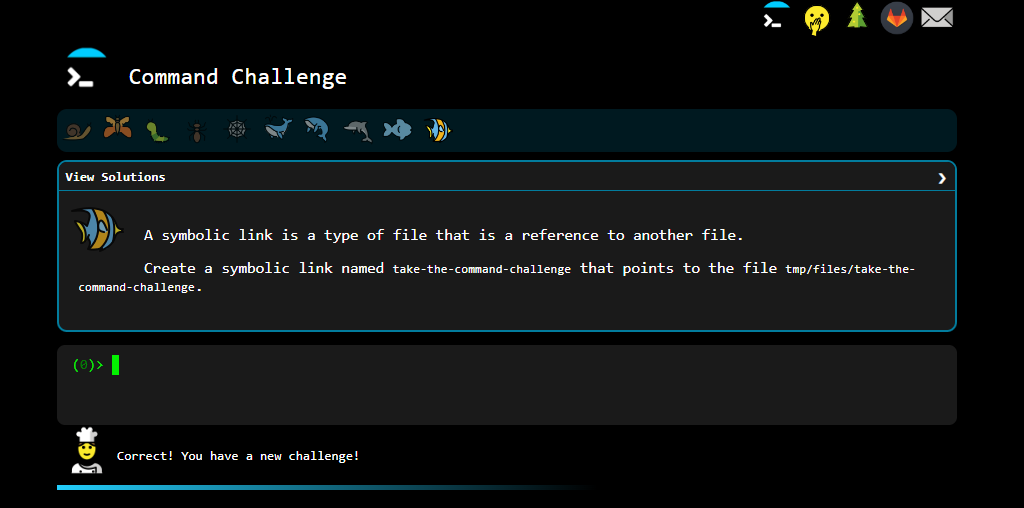 Command Challenge
View Solutions
A symbolic link is a type of file that is a reference to another file.
Create a symbolic link named take-the-command-challenge that points to the file tmp/files/take-the-
command-challenge.
(0)>
Correct! You have a new challenge!